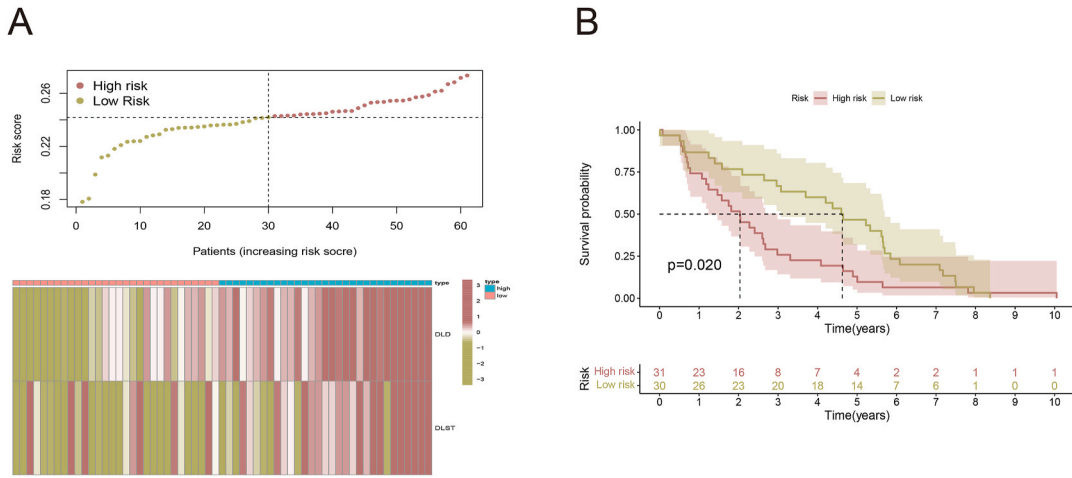 A
High risk
Low Risk
Risk score
0.26
0.22
0.18
0 10 20 30 40 50 60
Patients (increasing risk socre)
type
DLD
DLST
3
2
1
0
−1
−2
−3
type
high
low
B
Risk High risk Low risk
Survival probability
1.00
0.75
0.50
0.25
0.00
p=0.020
0 1 2 3 4 5 6 7 8 9 10
Time(years)
Risk
High risk 31 23 16 8 7 4 2 2 1 1 1
Low risk 30 26 23 20 18 14 7 6 1 0 0
0 1 2 3 4 5 6 7 8 9 10
Time(years)